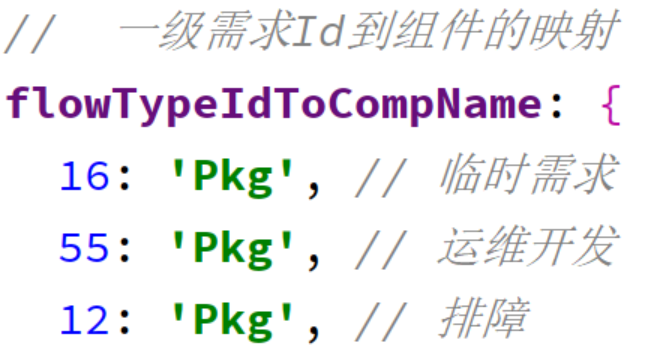 //  一级需求Id到组件的映射
flowTypeIdToCompName: {
16: 'Pkg', // 临时需求
55: 'Pkg', // 运维开发
12: 'Pkg', // 排障